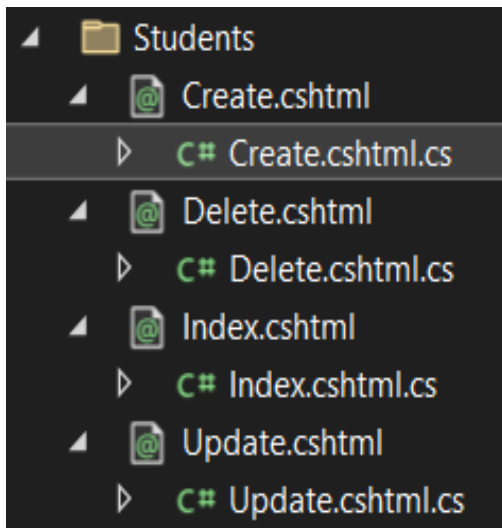 Students
Create.cshtml
C# Create.cshtml.cs
Delete.cshtml
C# Delete.cshtml.cs
Index.cshtml
C# Index.cshtml.cs
Update.cshtml
C# Update.cshtml.cs